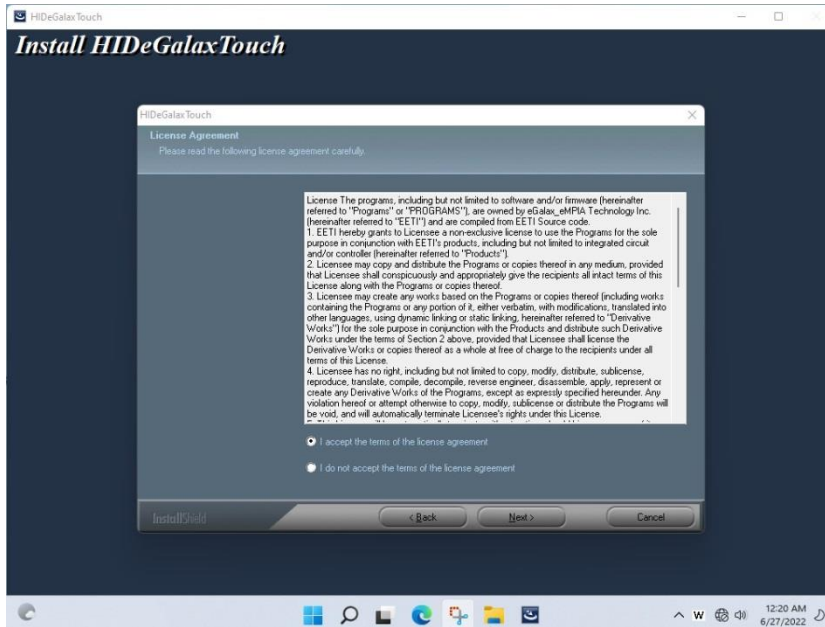 HIDeGalaxTouch
Install HIDeGalaxTouch
HIDeGalaxTouch
License Agreement
Please read the following license agreement carefully.
License The programs, including but not limited to software and/or firmware (hereinafter
referred to "Programs" or "PROGRAMS"), are owned by eGalax_eMPIA Technology Inc.
(hereinafter referred to "EETI") and are compiled from EETI Source code.
1. EETI hereby grants to Licensee a non-exclusive license to use the Programs for the sole
purpose in conjunction with EETI's products, including but not limited to integrated circuit
and/or controller (hereinafter referred to "Products").
2. Licensee may copy and distribute the Programs or copies thereof in any medium, provided
that Licensee shall conspicuously and appropriately give the recipients all intact terms of this
License along with the Programs or copies thereof.
3. Licensee may create any works based on the Programs or copies thereof (including works
containing the Programs or any portion of it, either verbatim, with modifications, translated into
other languages, using dynamic linking or static linking, hereinafter referred to "Derivative
Works") for the sole purpose in conjunction with the Products and distribute such Derivative
Works under the terms of Section 2 above, provided that Licensee shall license the
Derivative Works or copies thereof as a whole at free of charge to the recipients under all
terms of this License.
4. Licensee has no right, including but not limited to copy, modify, distribute, sublicense,
reproduce, translate, compile, decompile, reverse engineer, disassemble, apply, represent or
create any Derivative Works of the Programs, except as expressly specified hereunder. Any
violation hereof or attempt otherwise to copy, modify, sublicense or distribute the Programs will
be void, and will automatically terminate Licensee's rights under this License.
I accept the terms of the license agreement
I do not accept the terms of the license agreement
InstallShield
< Back
Next >
Cancel
W
12:20 AM
6/27/2022